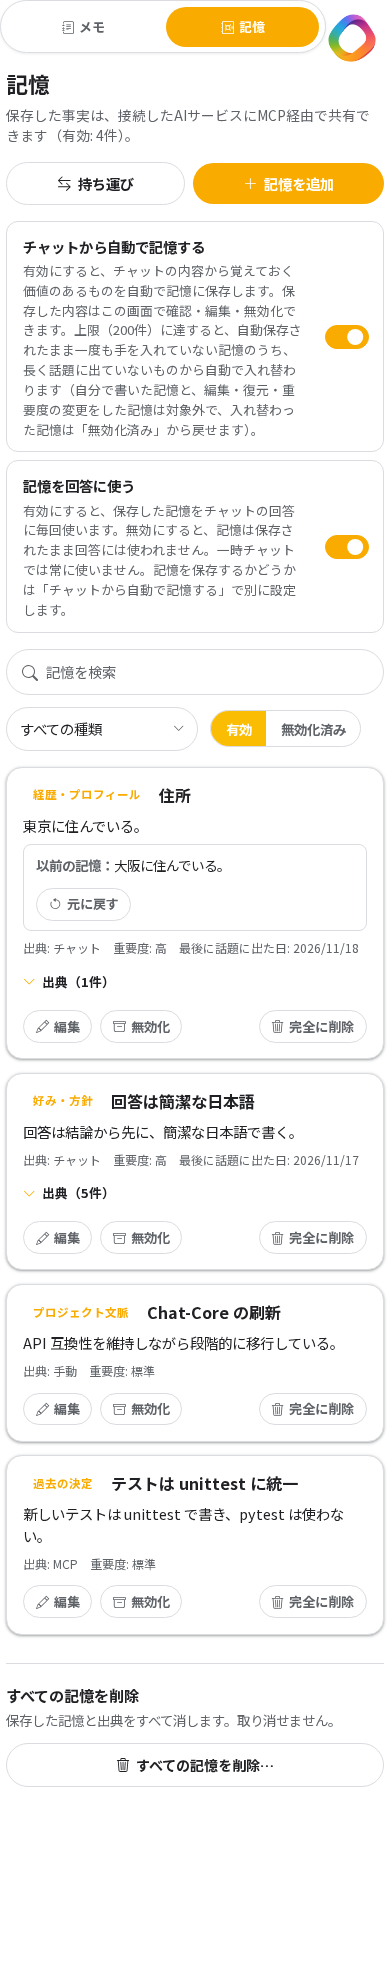 メモ
記憶
記憶
保存した事実は、接続したAIサービスにMCP経由で共有で
きます（有効: 4件）。
持ち運び
記憶を追加
チャットから自動で記憶する
有効にすると、チャットの内容から覚えておく
価値のあるものを自動で記憶に保存します。保
存した内容はこの画面で確認・編集・無効化で
きます。上限（200件）に達すると、自動保存さ
れたまま一度も手を入れていない記憶のうち、
長く話題に出ていないものから自動で入れ替わ
ります（自分で書いた記憶と、編集・復元・重
要度の変更をした記憶は対象外で、入れ替わっ
た記憶は「無効化済み」から戻せます）。
記憶を回答に使う
有効にすると、保存した記憶をチャットの回答
に毎回使います。無効にすると、記憶は保存さ
れたまま回答には使われません。一時チャット
では常に使いません。記憶を保存するかどうか
は「チャットから自動で記憶する」で別に設定
します。
記憶を検索
すべての種類
有効
無効化済み
経歴・プロフィール 住所
東京に住んでいる。
以前の記憶：大阪に住んでいる。
元に戻す
出典: チャット 重要度: 高 最後に話題に出た日: 2026/11/18
出典（1件）
編集
無効化
完全に削除
好み・方針 回答は簡潔な日本語
回答は結論から先に、簡潔な日本語で書く。
出典: チャット 重要度: 高 最後に話題に出た日: 2026/11/17
出典（5件）
編集
無効化
完全に削除
プロジェクト文脈 Chat-Core の刷新
API 互換性を維持しながら段階的に移行している。
出典: 手動 重要度: 標準
編集
無効化
完全に削除
過去の決定 テストは unittest に統一
新しいテストは unittest で書き、pytest は使わな
い。
出典: MCP 重要度: 標準
編集
無効化
完全に削除
すべての記憶を削除
保存した記憶と出典をすべて消します。取り消せません。
すべての記憶を削除…